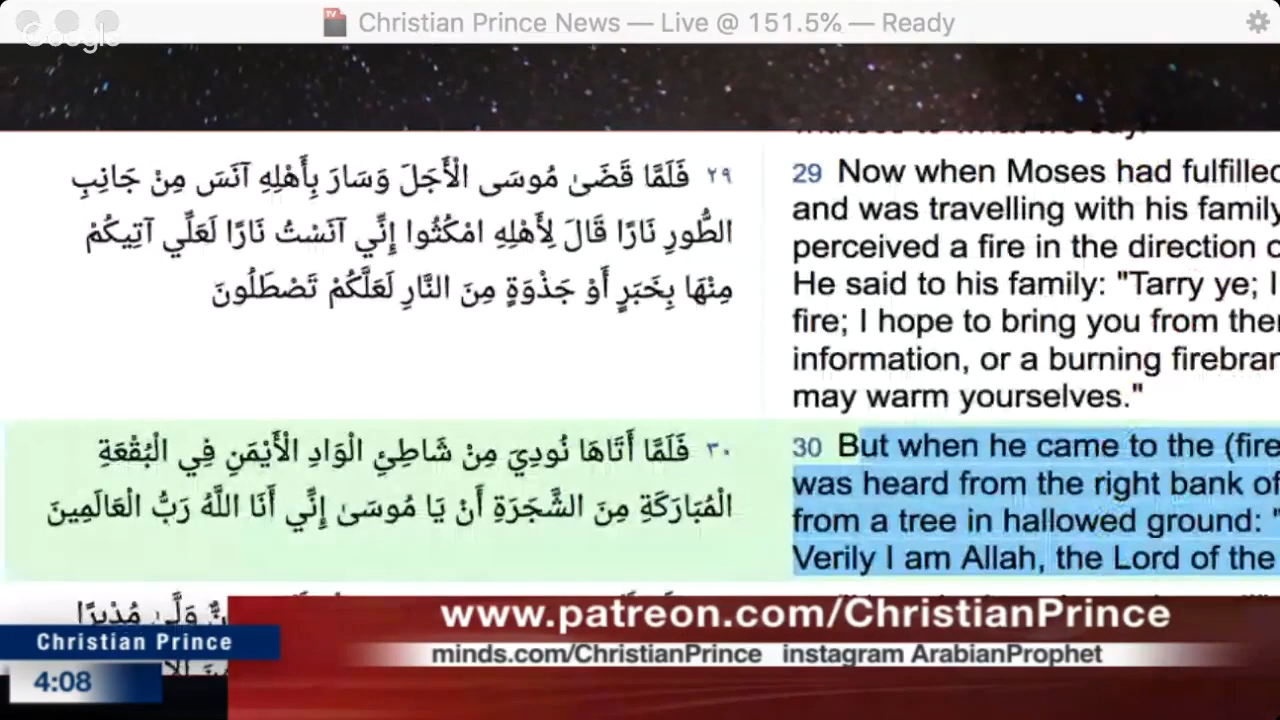 Google
Christian Prince News — Live @ 151.5% — Ready
٢٩ فَلَمَّا قَضَىٰ مُوسَى الْأَجَلَ وَسَارَ بِأَهْلِهِ آنَسَ مِنْ جَانِبِ
الطُّورِ نَارًا قَالَ لِأَهْلِهِ امْكُثُوا إِنِّي آنَسْتُ نَارًا لَعَلِّي آتِيكُمْ
مِنْهَا بِخَبَرٍ أَوْ جَذْوَةٍ مِنَ النَّارِ لَعَلَّكُمْ تَصْطَلُونَ
29 Now when Moses had fulfilled
and was travelling with his family
perceived a fire in the direction o
He said to his family: "Tarry ye; I
fire; I hope to bring you from the
information, or a burning firebran
may warm yourselves."
٣٠ فَلَمَّا أَتَاهَا نُودِيَ مِنْ شَاطِئِ الْوَادِ الْأَيْمَنِ فِي الْبُقْعَةِ
الْمُبَارَكَةِ مِنَ الشَّجَرَةِ أَنْ يَا مُوسَىٰ إِنِّي أَنَا اللَّهُ رَبُّ الْعَالَمِينَ
30 But when he came to the (fire
was heard from the right bank of
from a tree in hallowed ground: "
Verily I am Allah, the Lord of the
وَلَّىٰ مُدْبِرًا
www.patreon.com/ChristianPrince
Christian Prince
minds.com/ChristianPrince instagram ArabianProphet
4:08